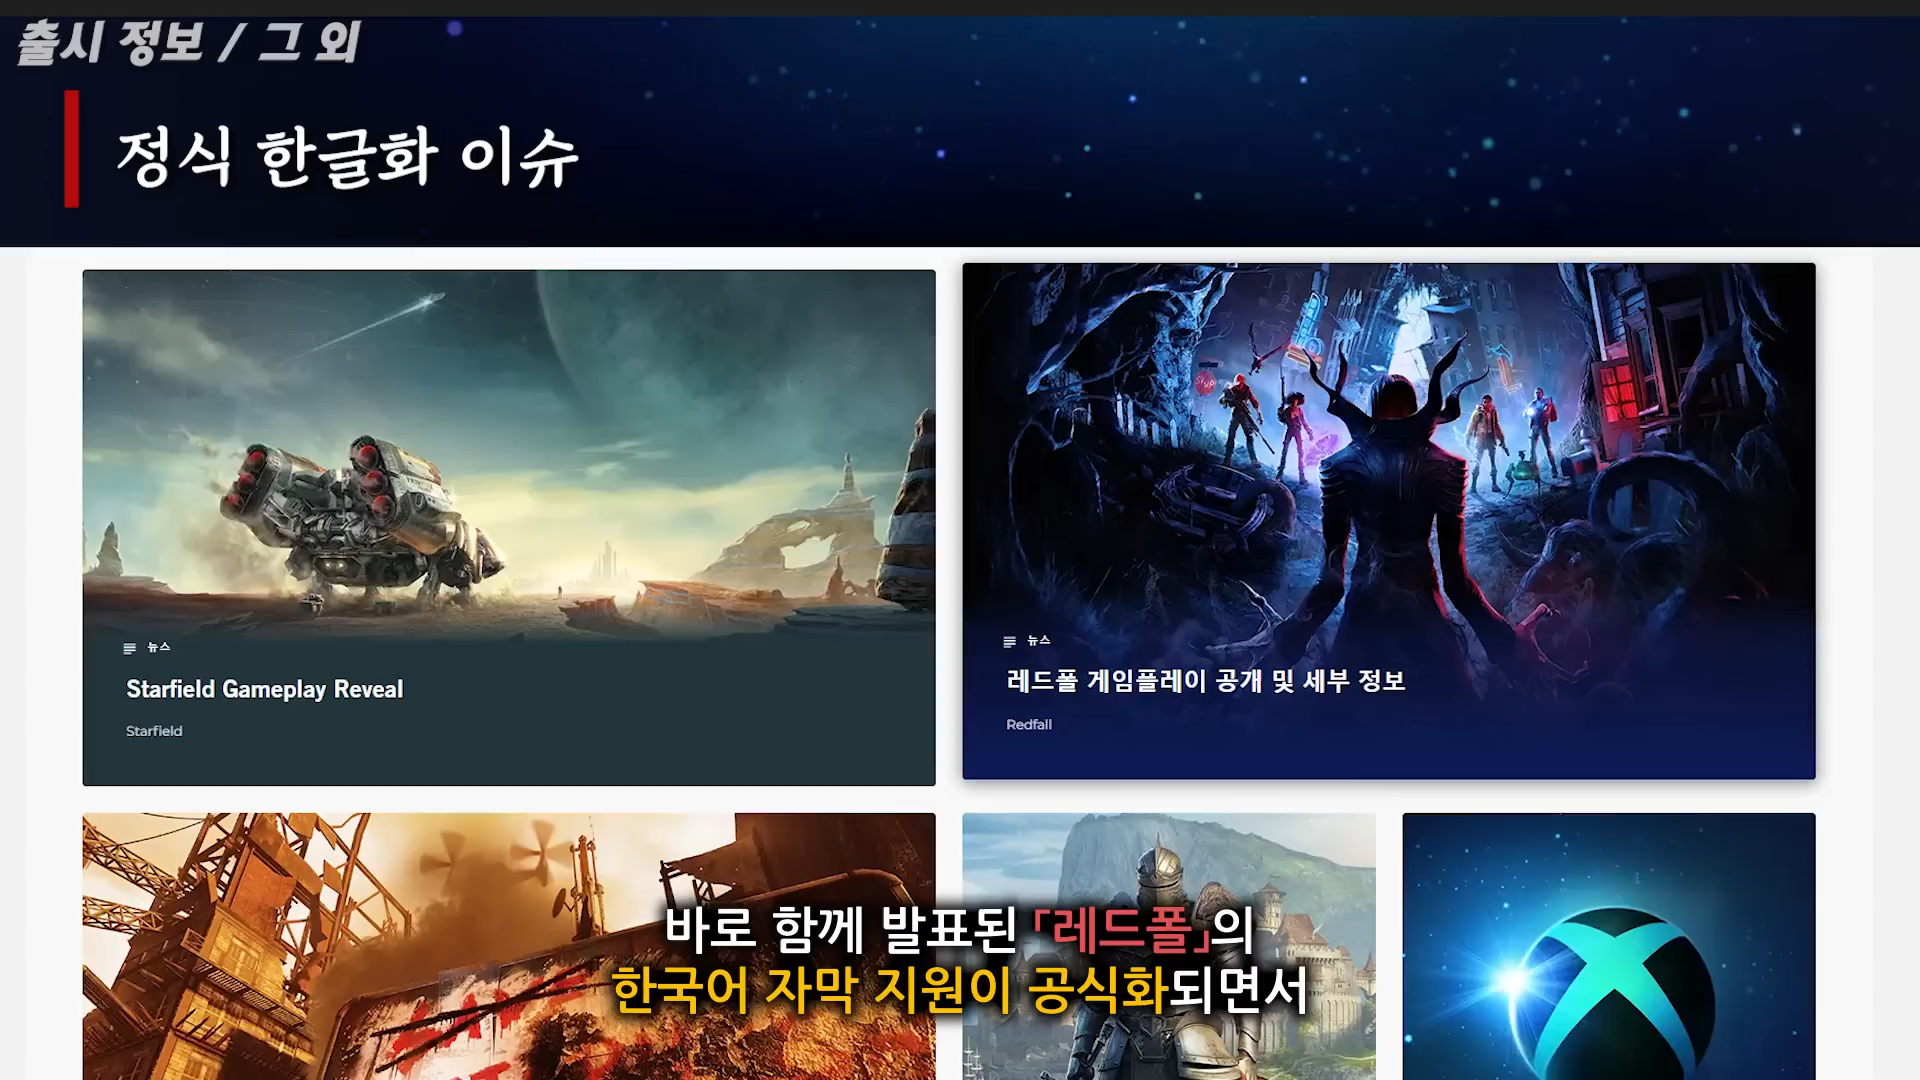 출시 정보 / 그 외
정식 한글화 이슈
뉴스
Starfield Gameplay Reveal
Starfield
뉴스
레드폴 게임플레이 공개 및 세부 정보
Redfall
바로 함께 발표된 「레드폴」의
한국어 자막 지원이 공식화되면서